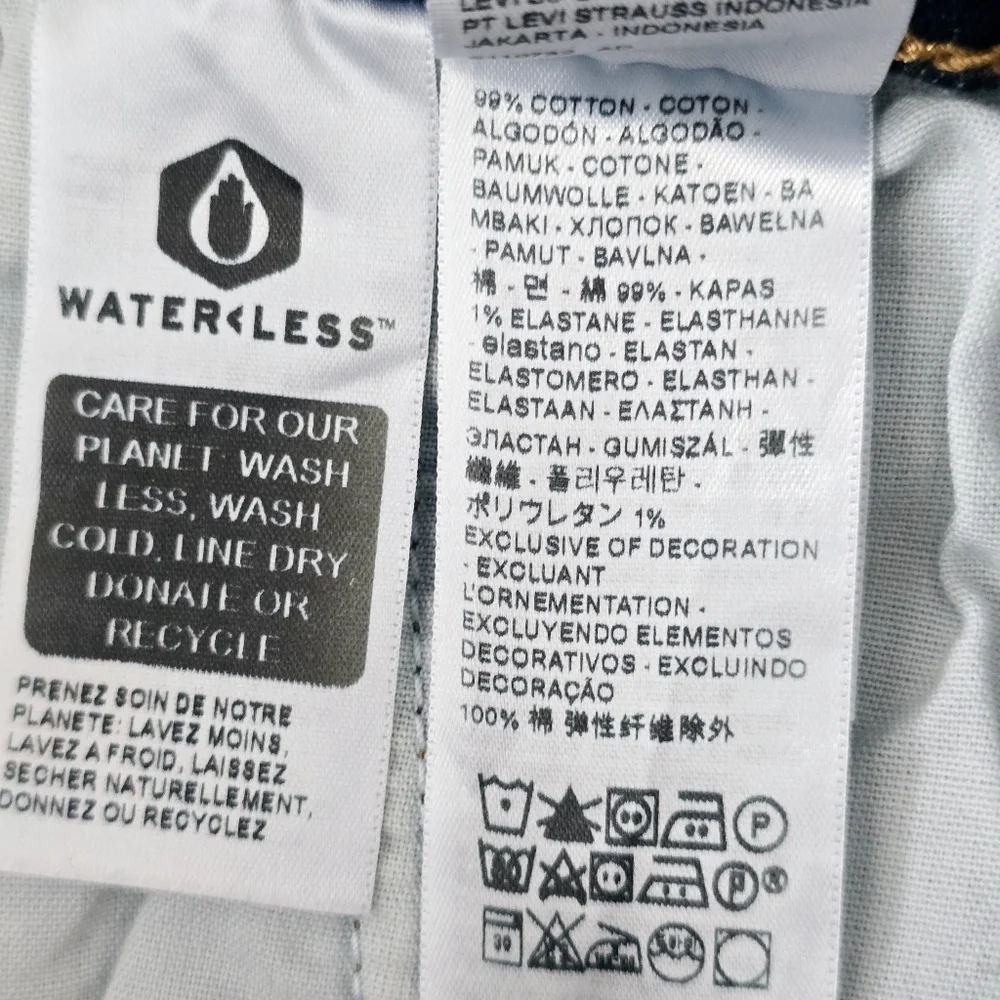 WATER<LESS™
CARE FOR OUR
PLANET: WASH
LESS, WASH
COLD, LINE DRY
DONATE OR
RECYCLE
PRENEZ SOIN DE NOTRE
PLANETE: LAVEZ MOINS,
LAVEZ A FROID, LAISSEZ
SECHER NATURELLEMENT,
DONNEZ OU RECYCLEZ
PT LEVI STRAUSS INDONESIA
JAKARTA - INDONESIA
99% COTTON - COTON -
ALGODÓN - ALGODÃO -
PAMUK - COTONE -
BAUMWOLLE - KATOEN - BA
MBAKI - ХЛОПОК - BAWEŁNA
- PAMUT - BAVLNA -
棉 - 면 - 綿 99% - KAPAS
1% ELASTANE - ELASTHANNE
- elastano - ELASTAN -
ELASTOMERO - ELASTHAN -
ELASTAAN - ΕΛΑΣΤΑΝΗ -
ЭЛАСТАН - GUMISZÁL - 彈性
纖維 - 폴리우레탄 -
ポリウレタン 1%
EXCLUSIVE OF DECORATION
- EXCLUANT
L'ORNEMENTATION -
EXCLUYENDO ELEMENTOS
DECORATIVOS - EXCLUINDO
DECORAÇÃO
100% 棉 弹性纤维除外
P
P ®
30